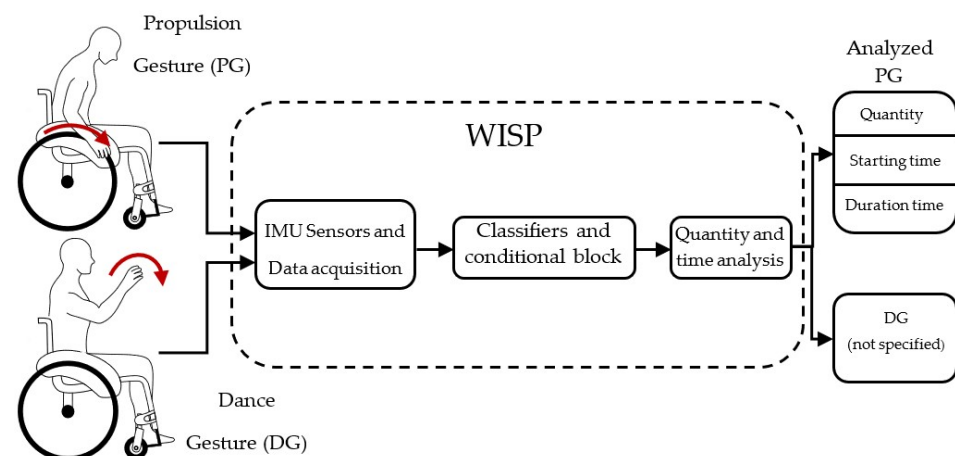 Propulsion
Gesture (PG)
WISP
IMU Sensors and
Data acquisition
Classifiers and
conditional block
Quantity and
time analysis
Analyzed
PG
Quantity
Starting time
Duration time
DG
(not specified)
Dance
Gesture (DG)